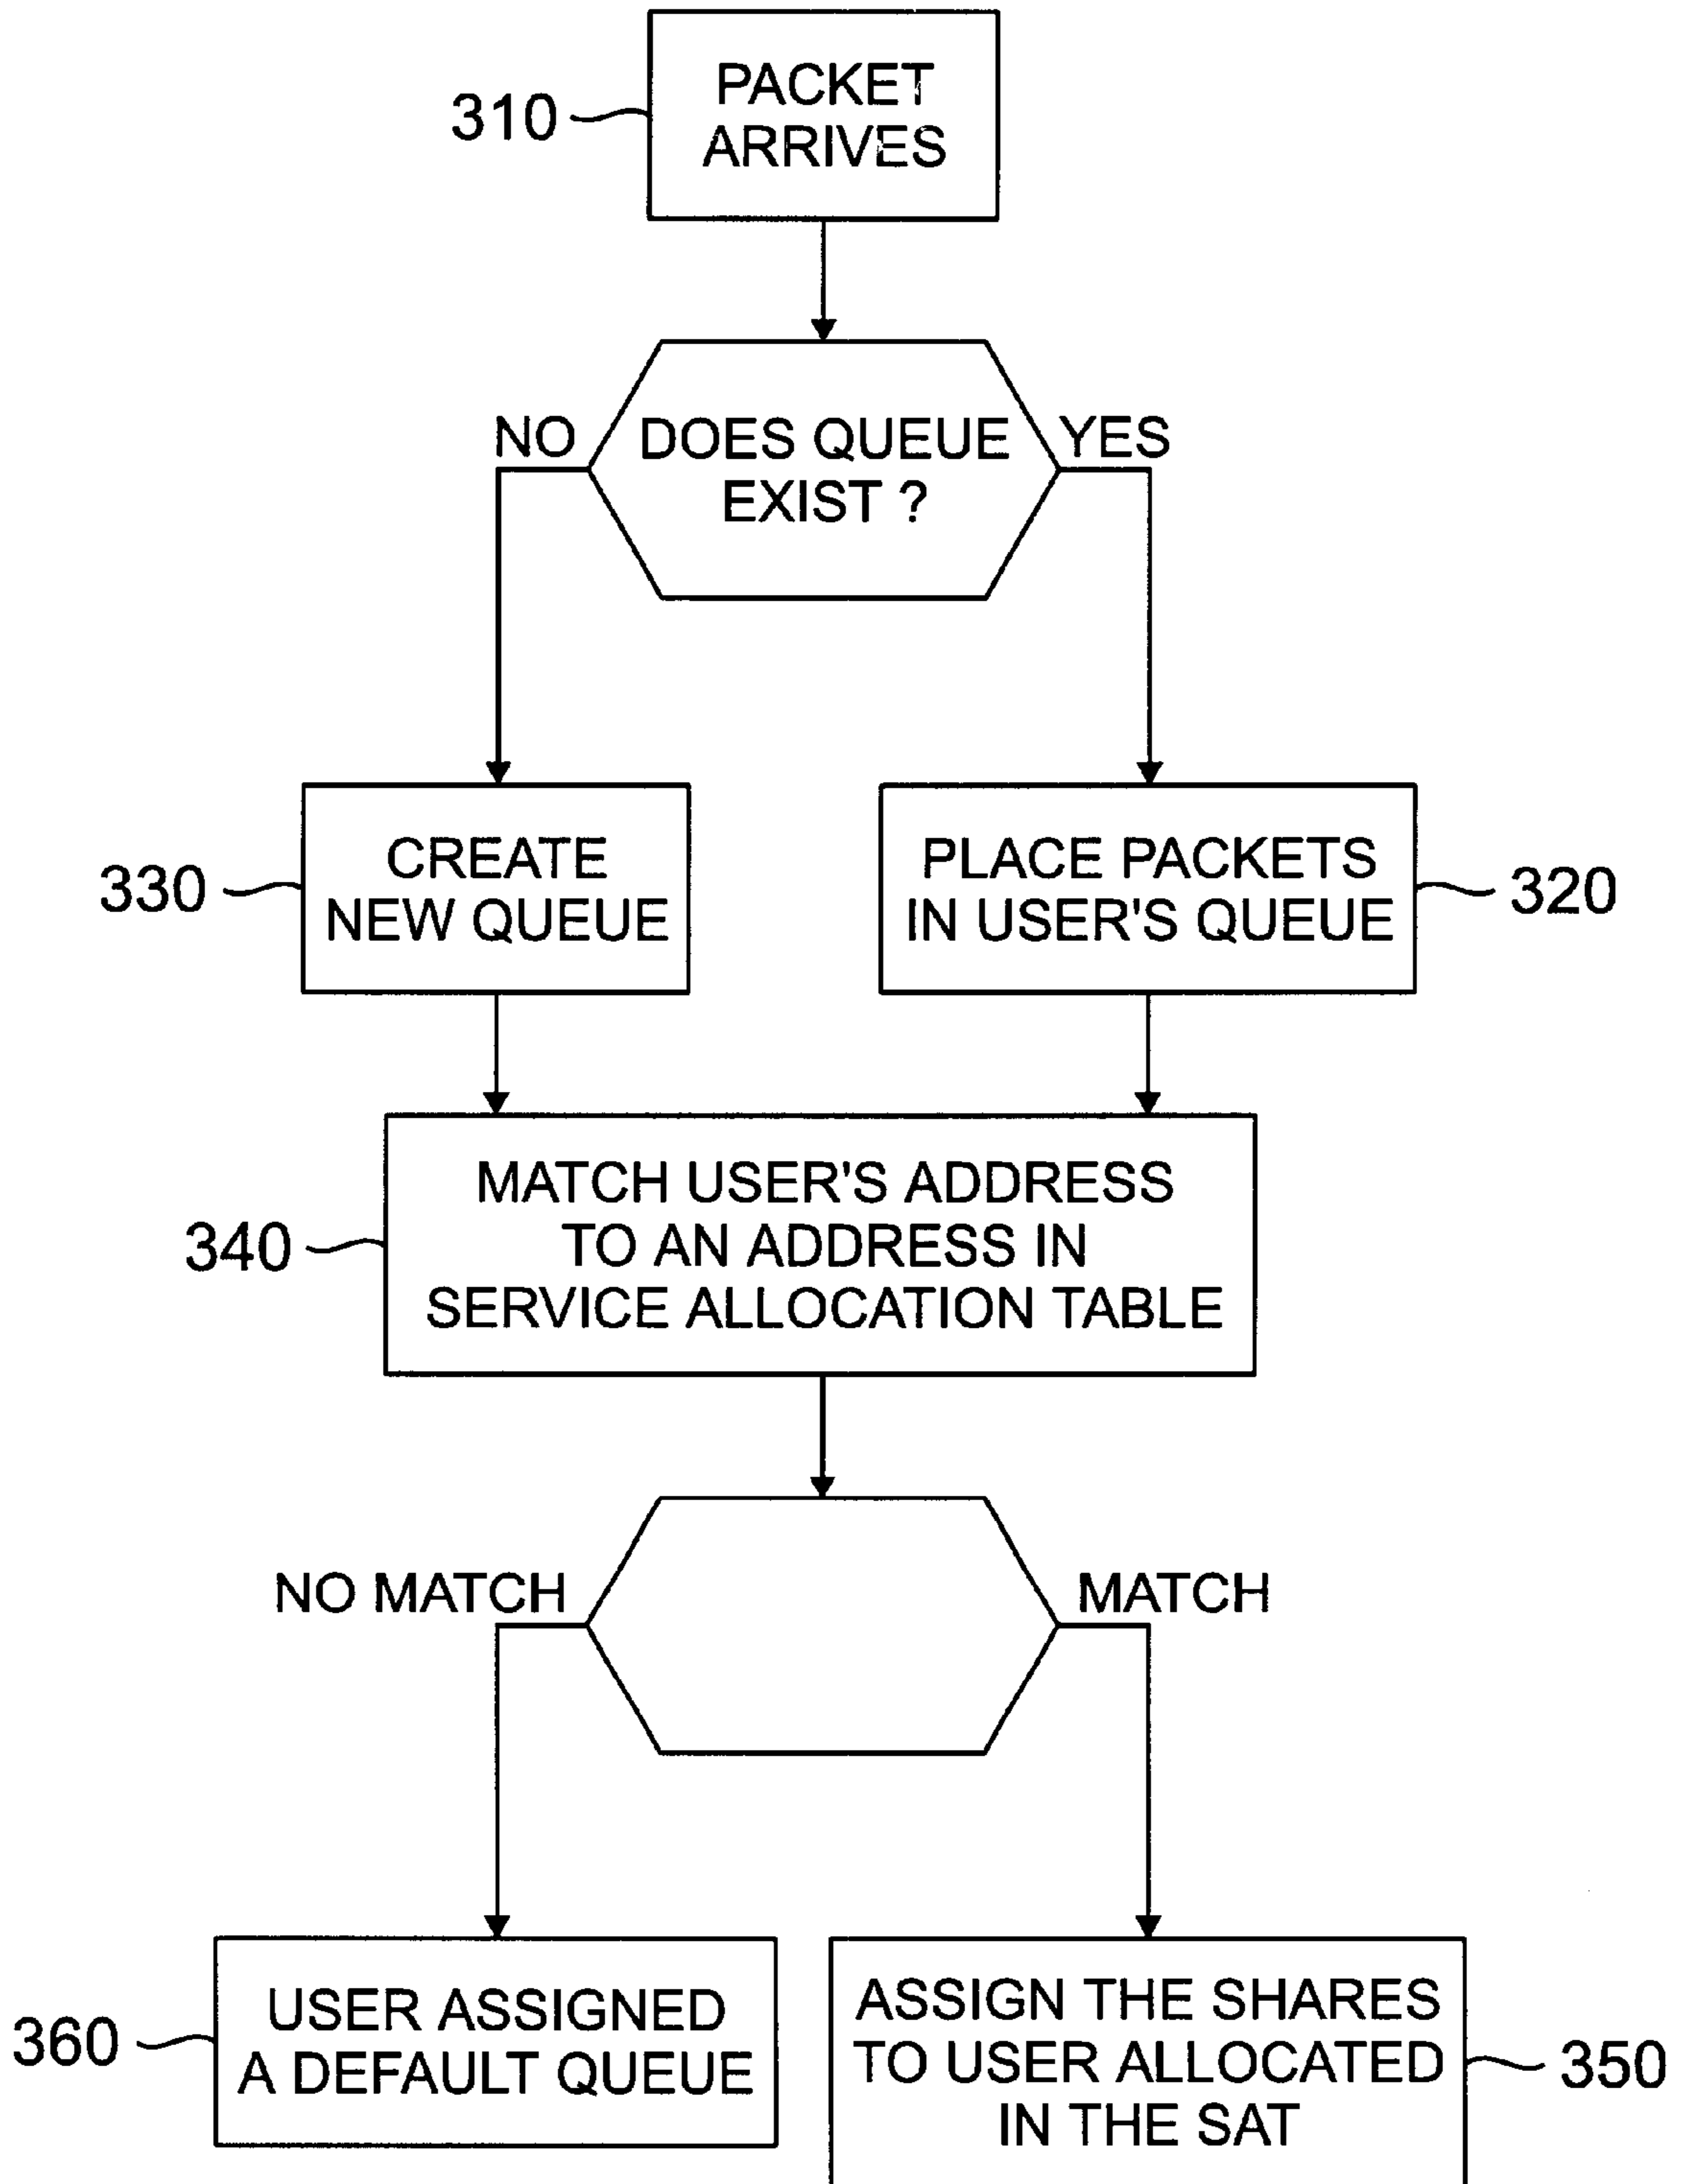 PACKET
ARRIVES
310
NO
DOES QUEUE
EXIST ?
YES
CREATE
NEW QUEUE
330
PLACE PACKETS
IN USER'S QUEUE
320
MATCH USER'S ADDRESS
TO AN ADDRESS IN
SERVICE ALLOCATION TABLE
340
NO MATCH
MATCH
USER ASSIGNED
A DEFAULT QUEUE
360
ASSIGN THE SHARES
TO USER ALLOCATED
IN THE SAT
350